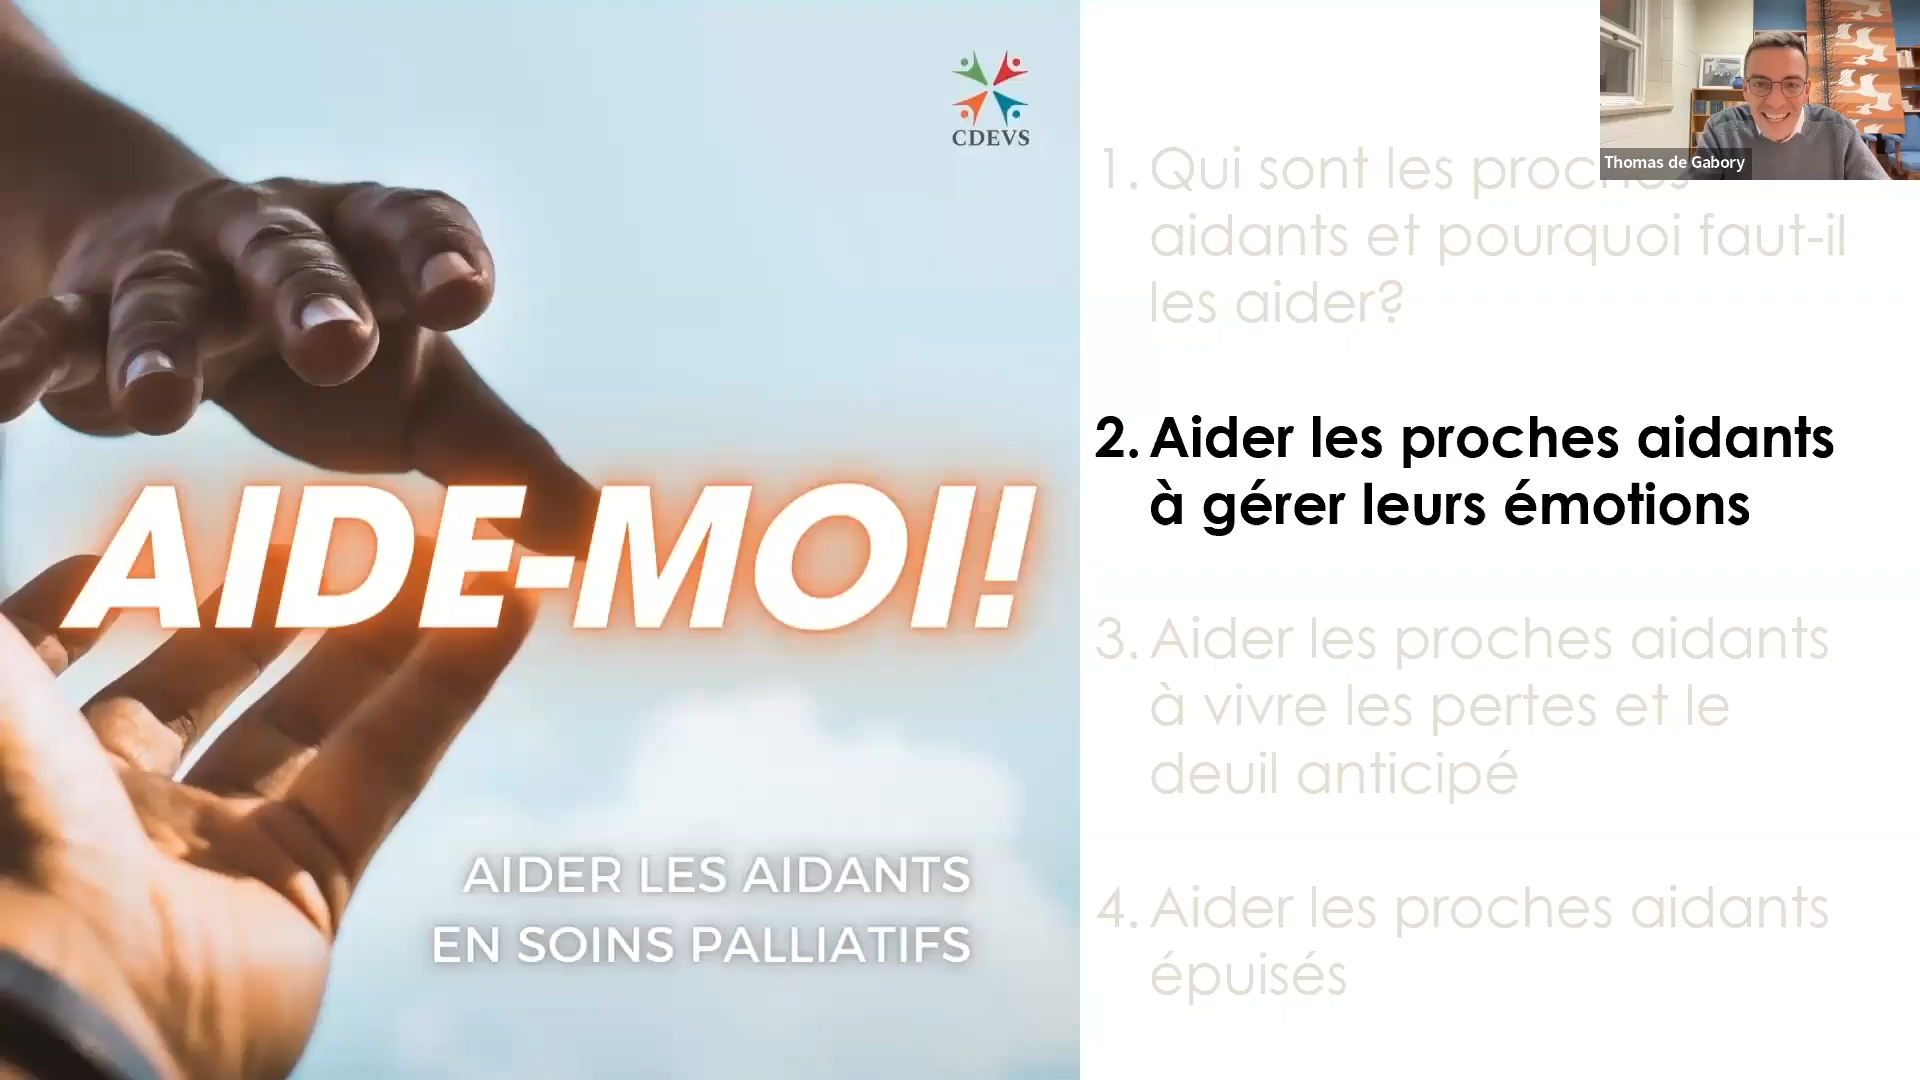 CDEVS
AIDE-MOI!
AIDER LES AIDANTS
EN SOINS PALLIATIFS
Thomas de Gabory
1. Qui sont les proches
aidants et pourquoi faut-il
les aider?
2. Aider les proches aidants
à gérer leurs émotions
3. Aider les proches aidants
à vivre les pertes et le
deuil anticipé
4. Aider les proches aidants
épuisés